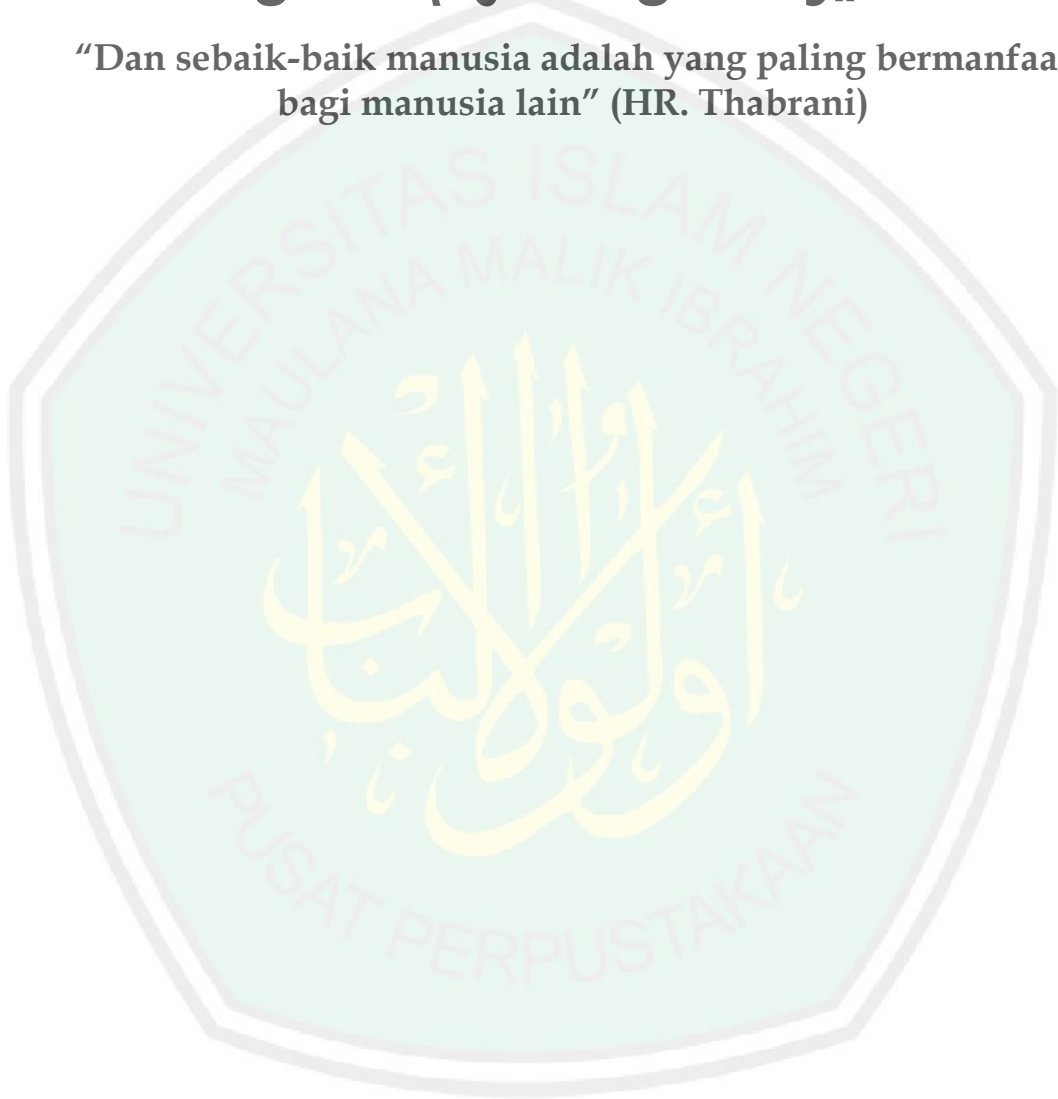 “Dan sebaik-baik manusia adalah yang paling bermanfaa
bagi manusia lain” (HR. Thabrani)
UNIVERSITAS ISLAM NEGERI
MAULANA MALIK IBRAHIM
PUSAT PERPUSTAKAAN